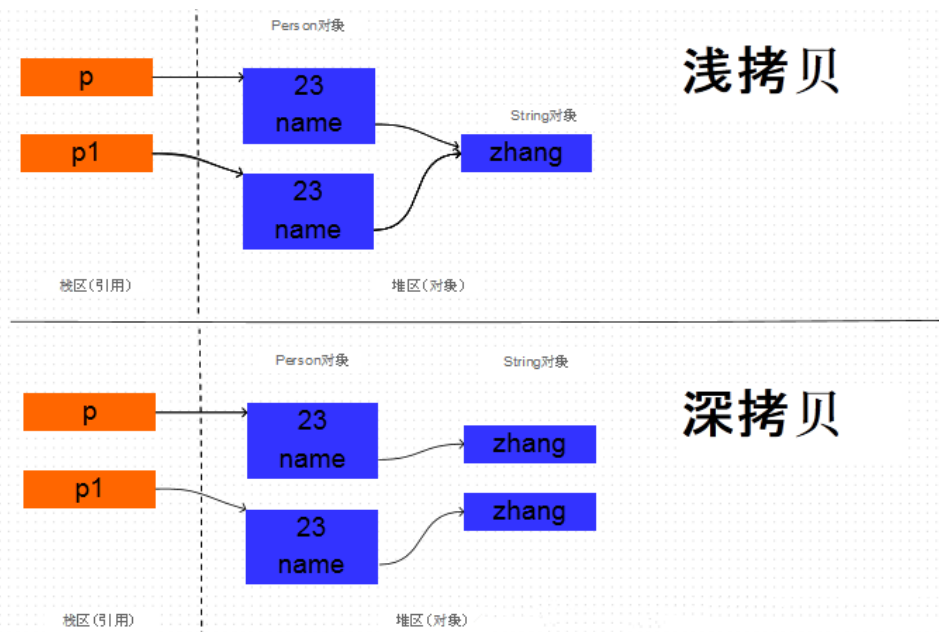 Person对象
浅拷贝
p
23
name
String对象
p1
zhang
23
name
栈区(引用)
堆区(对象)
Person对象
String对象
深拷贝
p
23
name
zhang
p1
zhang
23
name
栈区(引用)
堆区(对象)